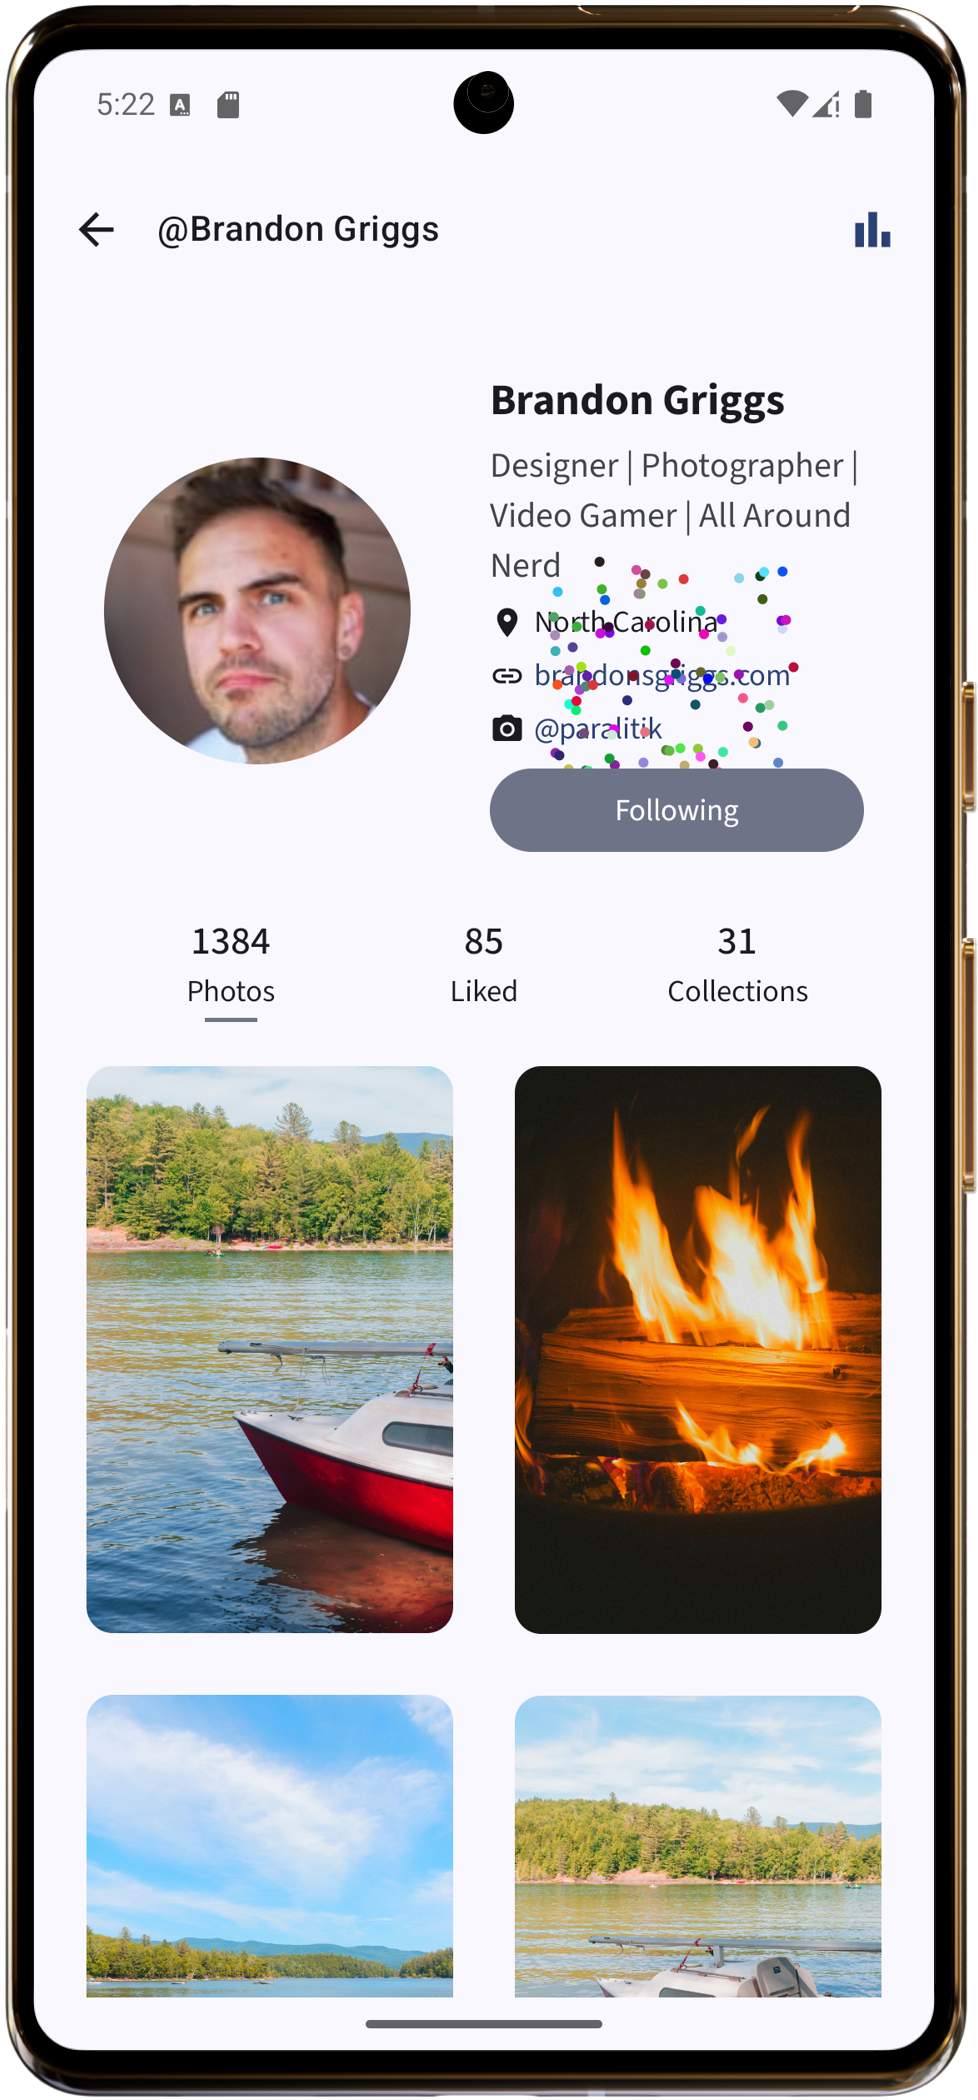 5:22
@Brandon Griggs
Brandon Griggs
Designer | Photographer |
Video Gamer | All Around
Nerd
North Carolina
brandonsgriggs.com
@paralitik
Following
1384 85 31
Photos Liked Collections